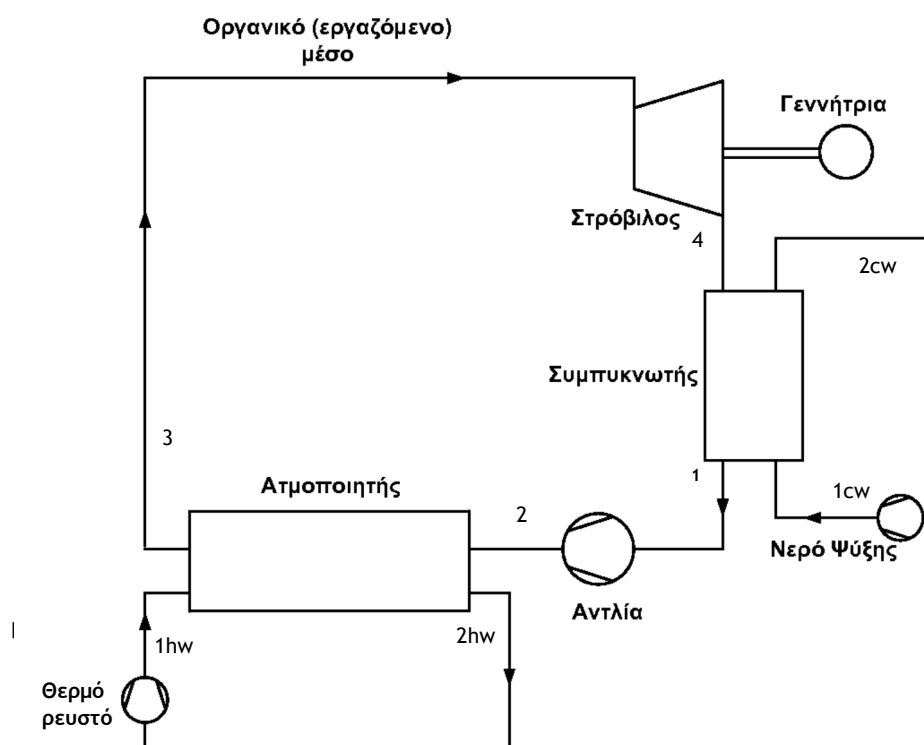 Οργανικό (εργαζόμενο)
μέσο
Γεννήτρια
Στρόβιλος
4
2cw
Συμπυκνωτής
3
1
Ατμοποιητής
1cw
2
Νερό Ψύξης
Αντλία
1hw
2hw
Θερμό
ρευστό